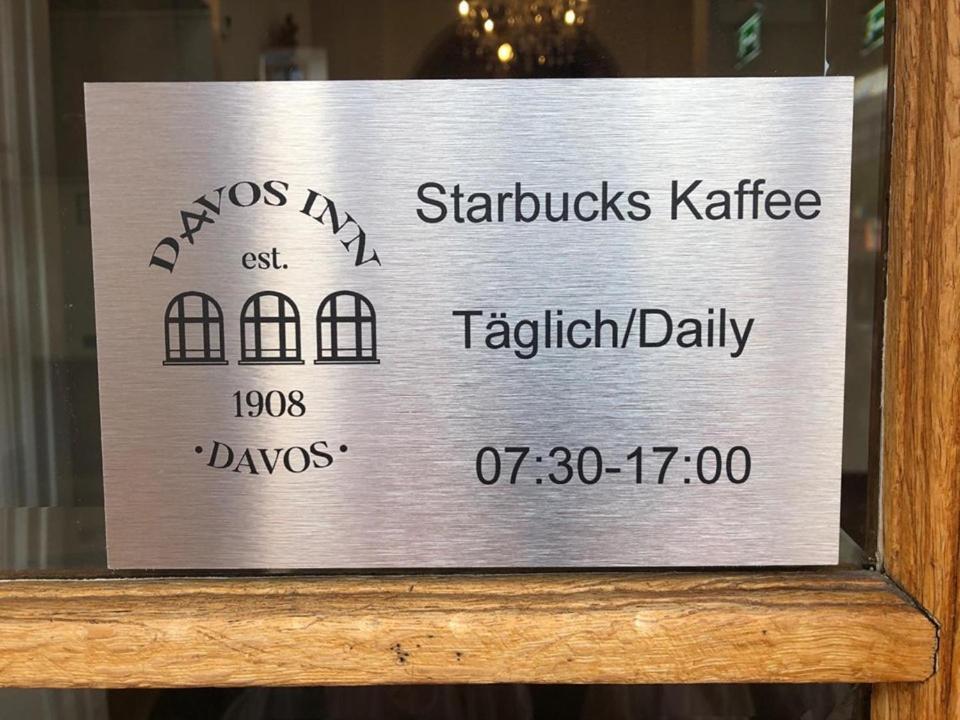 DAVOS INN
est.
1908
·DAVOS·
Starbucks Kaffee
Täglich/Daily
07:30-17:00